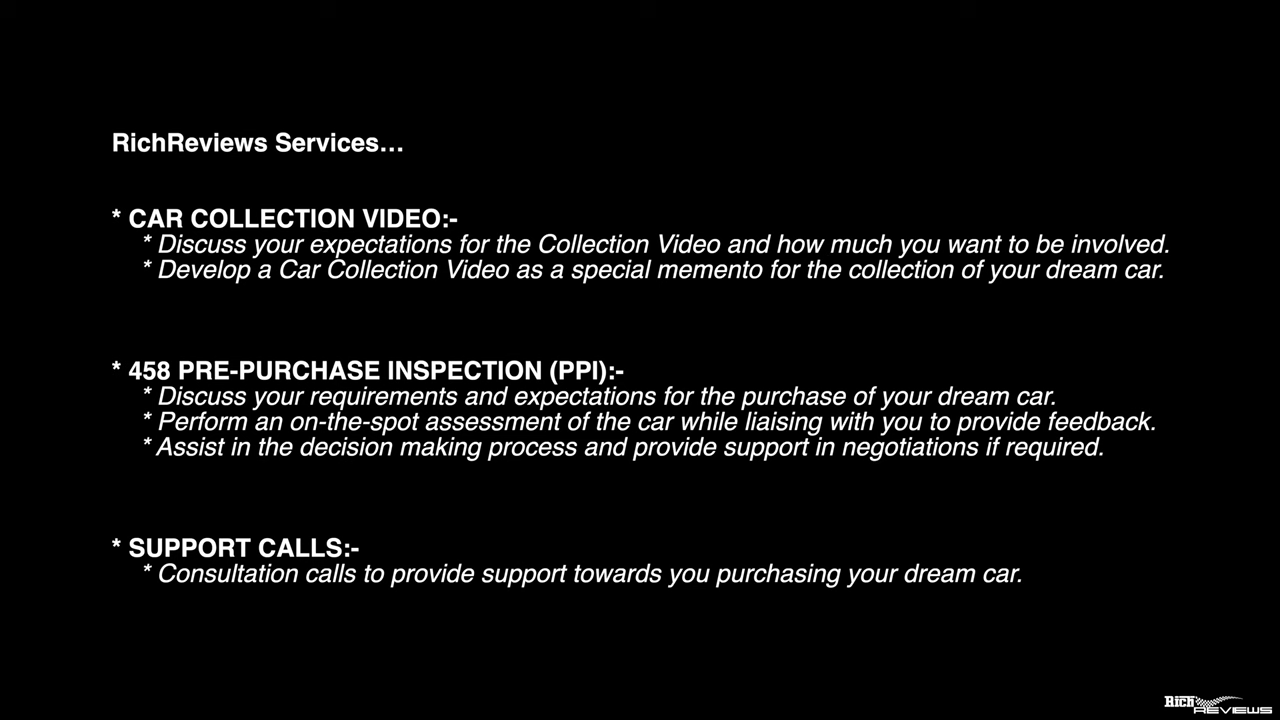 RichReviews Services...
* CAR COLLECTION VIDEO:-
* Discuss your expectations for the Collection Video and how much you want to be involved.
* Develop a Car Collection Video as a special memento for the collection of your dream car.
* 458 PRE-PURCHASE INSPECTION (PPI):-
* Discuss your requirements and expectations for the purchase of your dream car.
* Perform an on-the-spot assessment of the car while liaising with you to provide feedback.
* Assist in the decision making process and provide support in negotiations if required.
* SUPPORT CALLS:-
* Consultation calls to provide support towards you purchasing your dream car.
Rich
REVIEWS